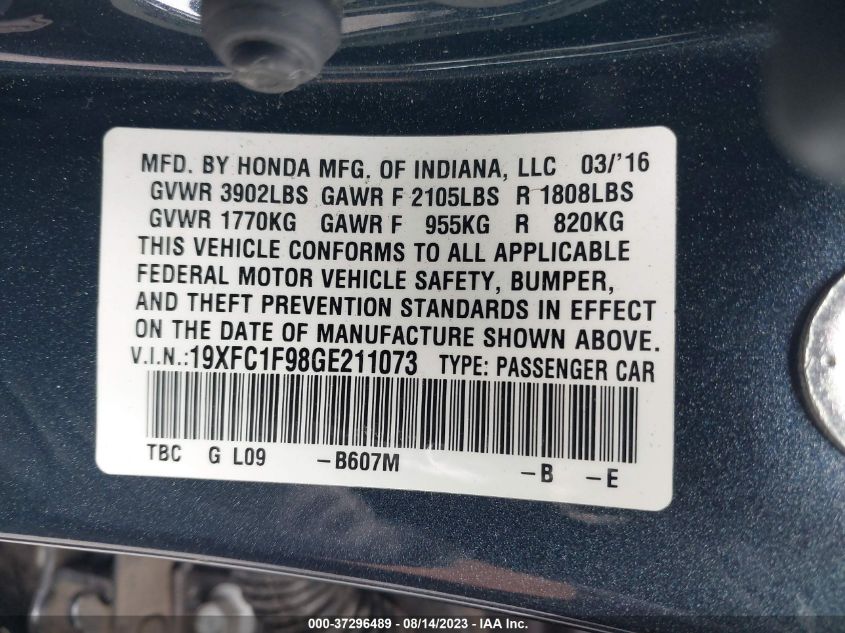 MFD. BY HONDA MFG. OF INDIANA, LLC 03/'16
GVWR 3902LBS GAWR F 2105LBS R 1808LBS
GVWR 1770KG GAWR F 955KG R 820KG
THIS VEHICLE CONFORMS TO ALL APPLICABLE
FEDERAL MOTOR VEHICLE SAFETY, BUMPER,
AND THEFT PREVENTION STANDARDS IN EFFECT
ON THE DATE OF MANUFACTURE SHOWN ABOVE.
V.I.N.:19XFC1F98GE211073 TYPE: PASSENGER CAR
TBC G L09 -B607M -B -E
000-37296489 - 08/14/2023 - IAA Inc.